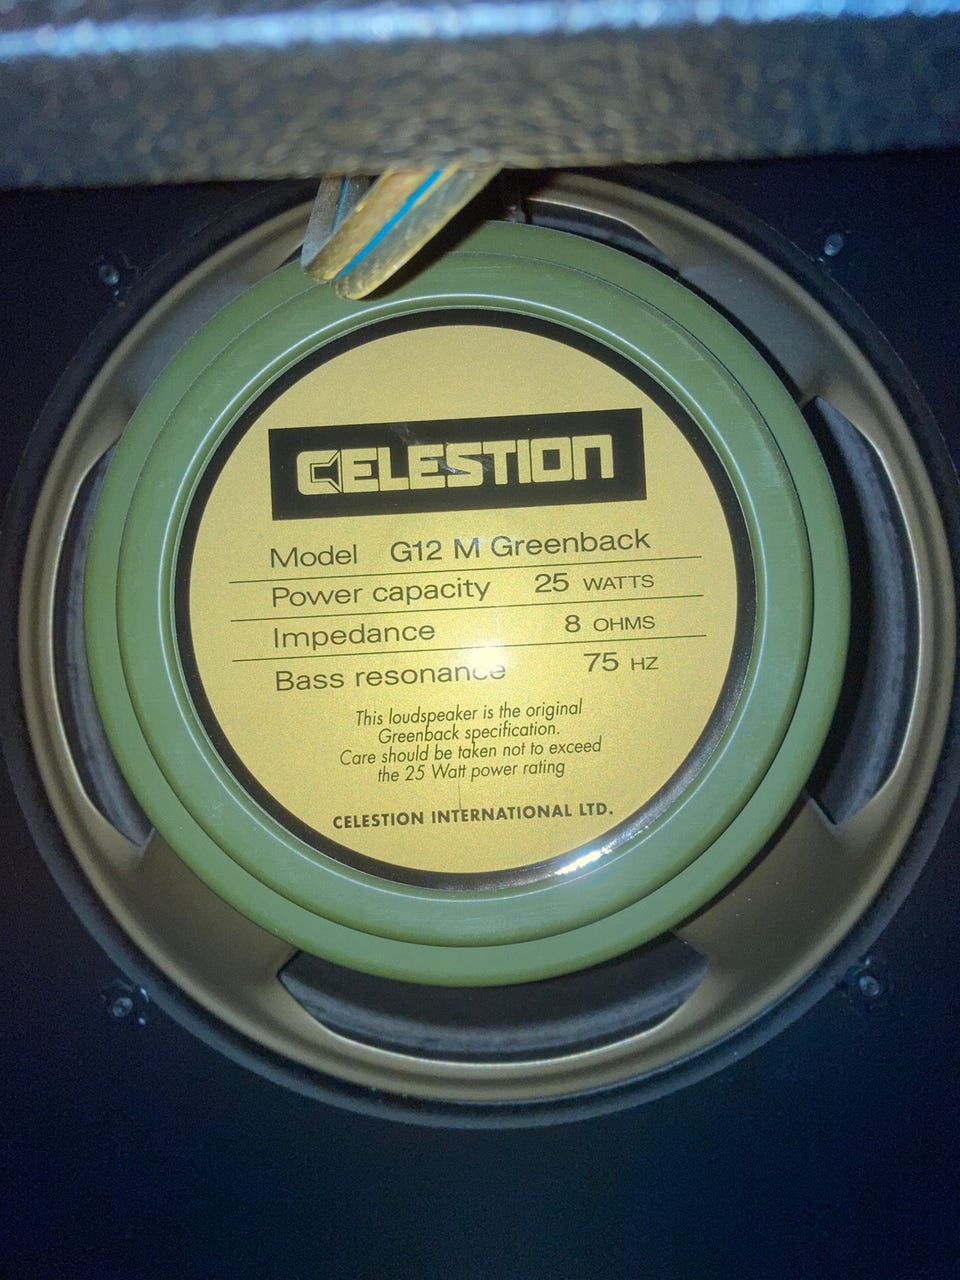 CELESTION
Model G12 M Greenback
Power capacity 25 WATTS
Impedance 8 OHMS
Bass resonance 75 HZ
This loudspeaker is the original
Greenback specification.
Care should be taken not to exceed
the 25 Watt power rating
CELESTION INTERNATIONAL LTD.